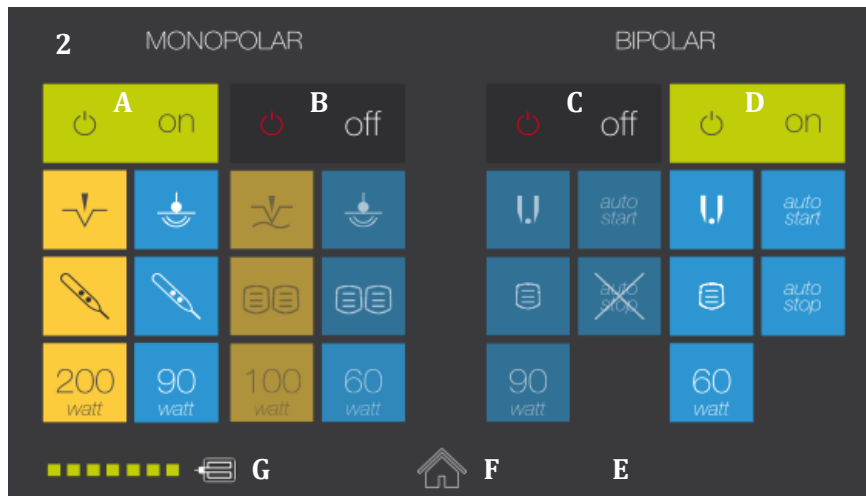 2 MONOPOLAR BIPOLAR
A on B off C off D on
auto start auto start
auto stop auto stop
200 watt 90 watt 100 watt 60 watt 90 watt 60 watt
G F E